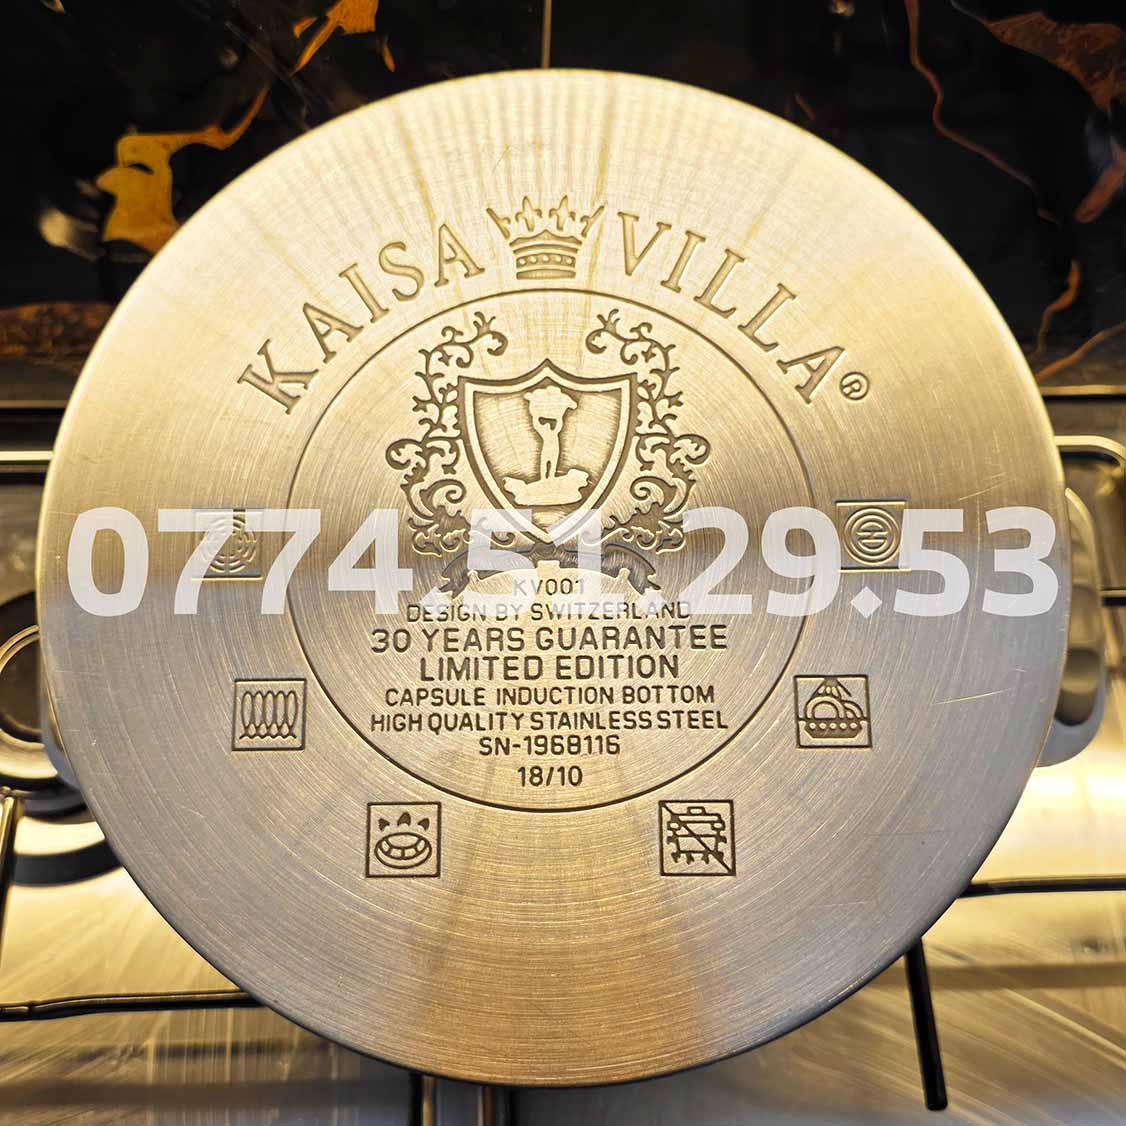 KAISA VILLA®
0774.51.29.53
KV001
DESIGN BY SWITZERLAND
30 YEARS GUARANTEE
LIMITED EDITION
CAPSULE INDUCTION BOTTOM
HIGH QUALITY STAINLESS STEEL
SN-1968116
18/10